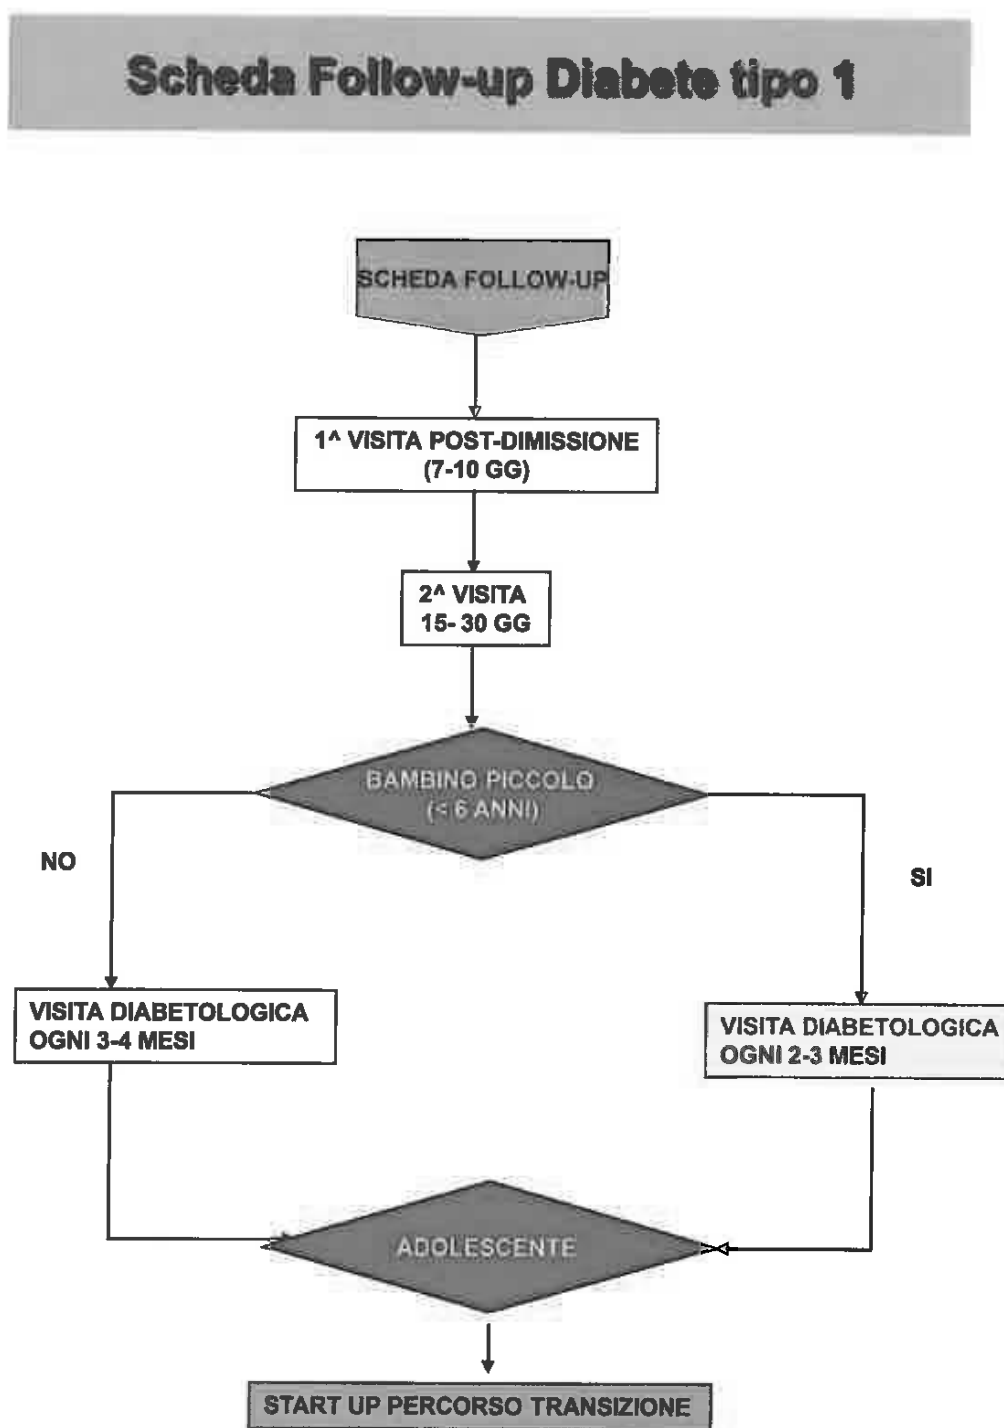 Scheda Follow-up Diabete tipo 1
SCHEDA FOLLOW-UP
1^ VISITA POST-DIMISSIONE
(7-10 GG)
2^ VISITA
15- 30 GG
BAMBINO PICCOLO
(< 6 ANNI)
NO
SI
VISITA DIABETOLOGICA
OGNI 3-4 MESI
VISITA DIABETOLOGICA
OGNI 2-3 MESI
ADOLESCENTE
START UP PERCORSO TRANSIZIONE